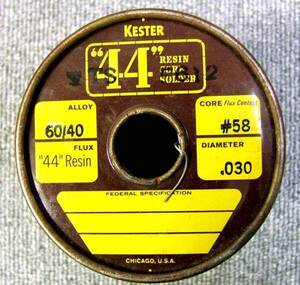 KESTER
"44"
RESIN
CORE
SOLDER
ALLOY
60/40
FLUX
"44" Resin
CORE Flux Content
#58
DIAMETER
.030
FEDERAL SPECIFICATION
CHICAGO, U.S.A.